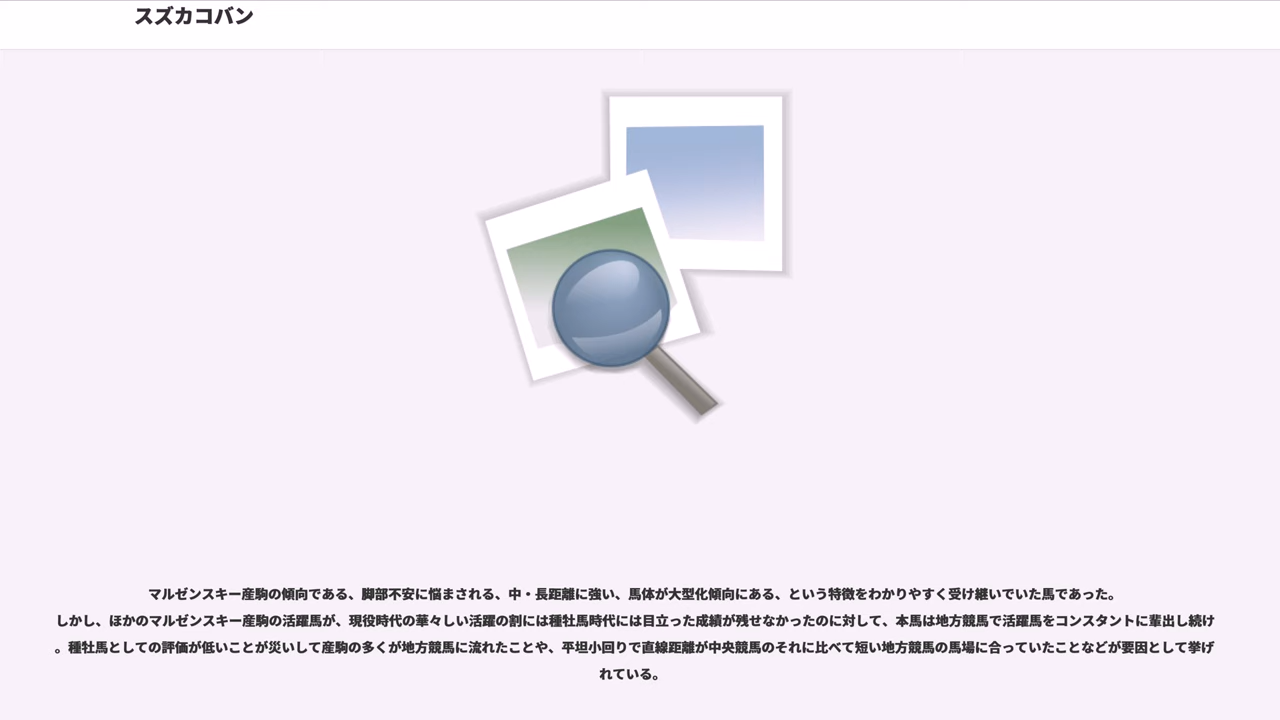 スズカコバン
マルゼンスキー産駒の傾向である、脚部不安に悩まされる、中・長距離に強い、馬体が大型化傾向にある、という特徴をわかりやすく受け継いでいた馬であった。
しかし、ほかのマルゼンスキー産駒の活躍馬が、現役時代の華々しい活躍の割には種牡馬時代には目立った成績が残せなかったのに対して、本馬は地方競馬で活躍馬をコンスタントに輩出し続け
。種牡馬としての評価が低いことが災いして産駒の多くが地方競馬に流れたことや、平坦小回りで直線距離が中央競馬のそれに比べて短い地方競馬の馬場に合っていたことなどが要因として挙げ
れている。